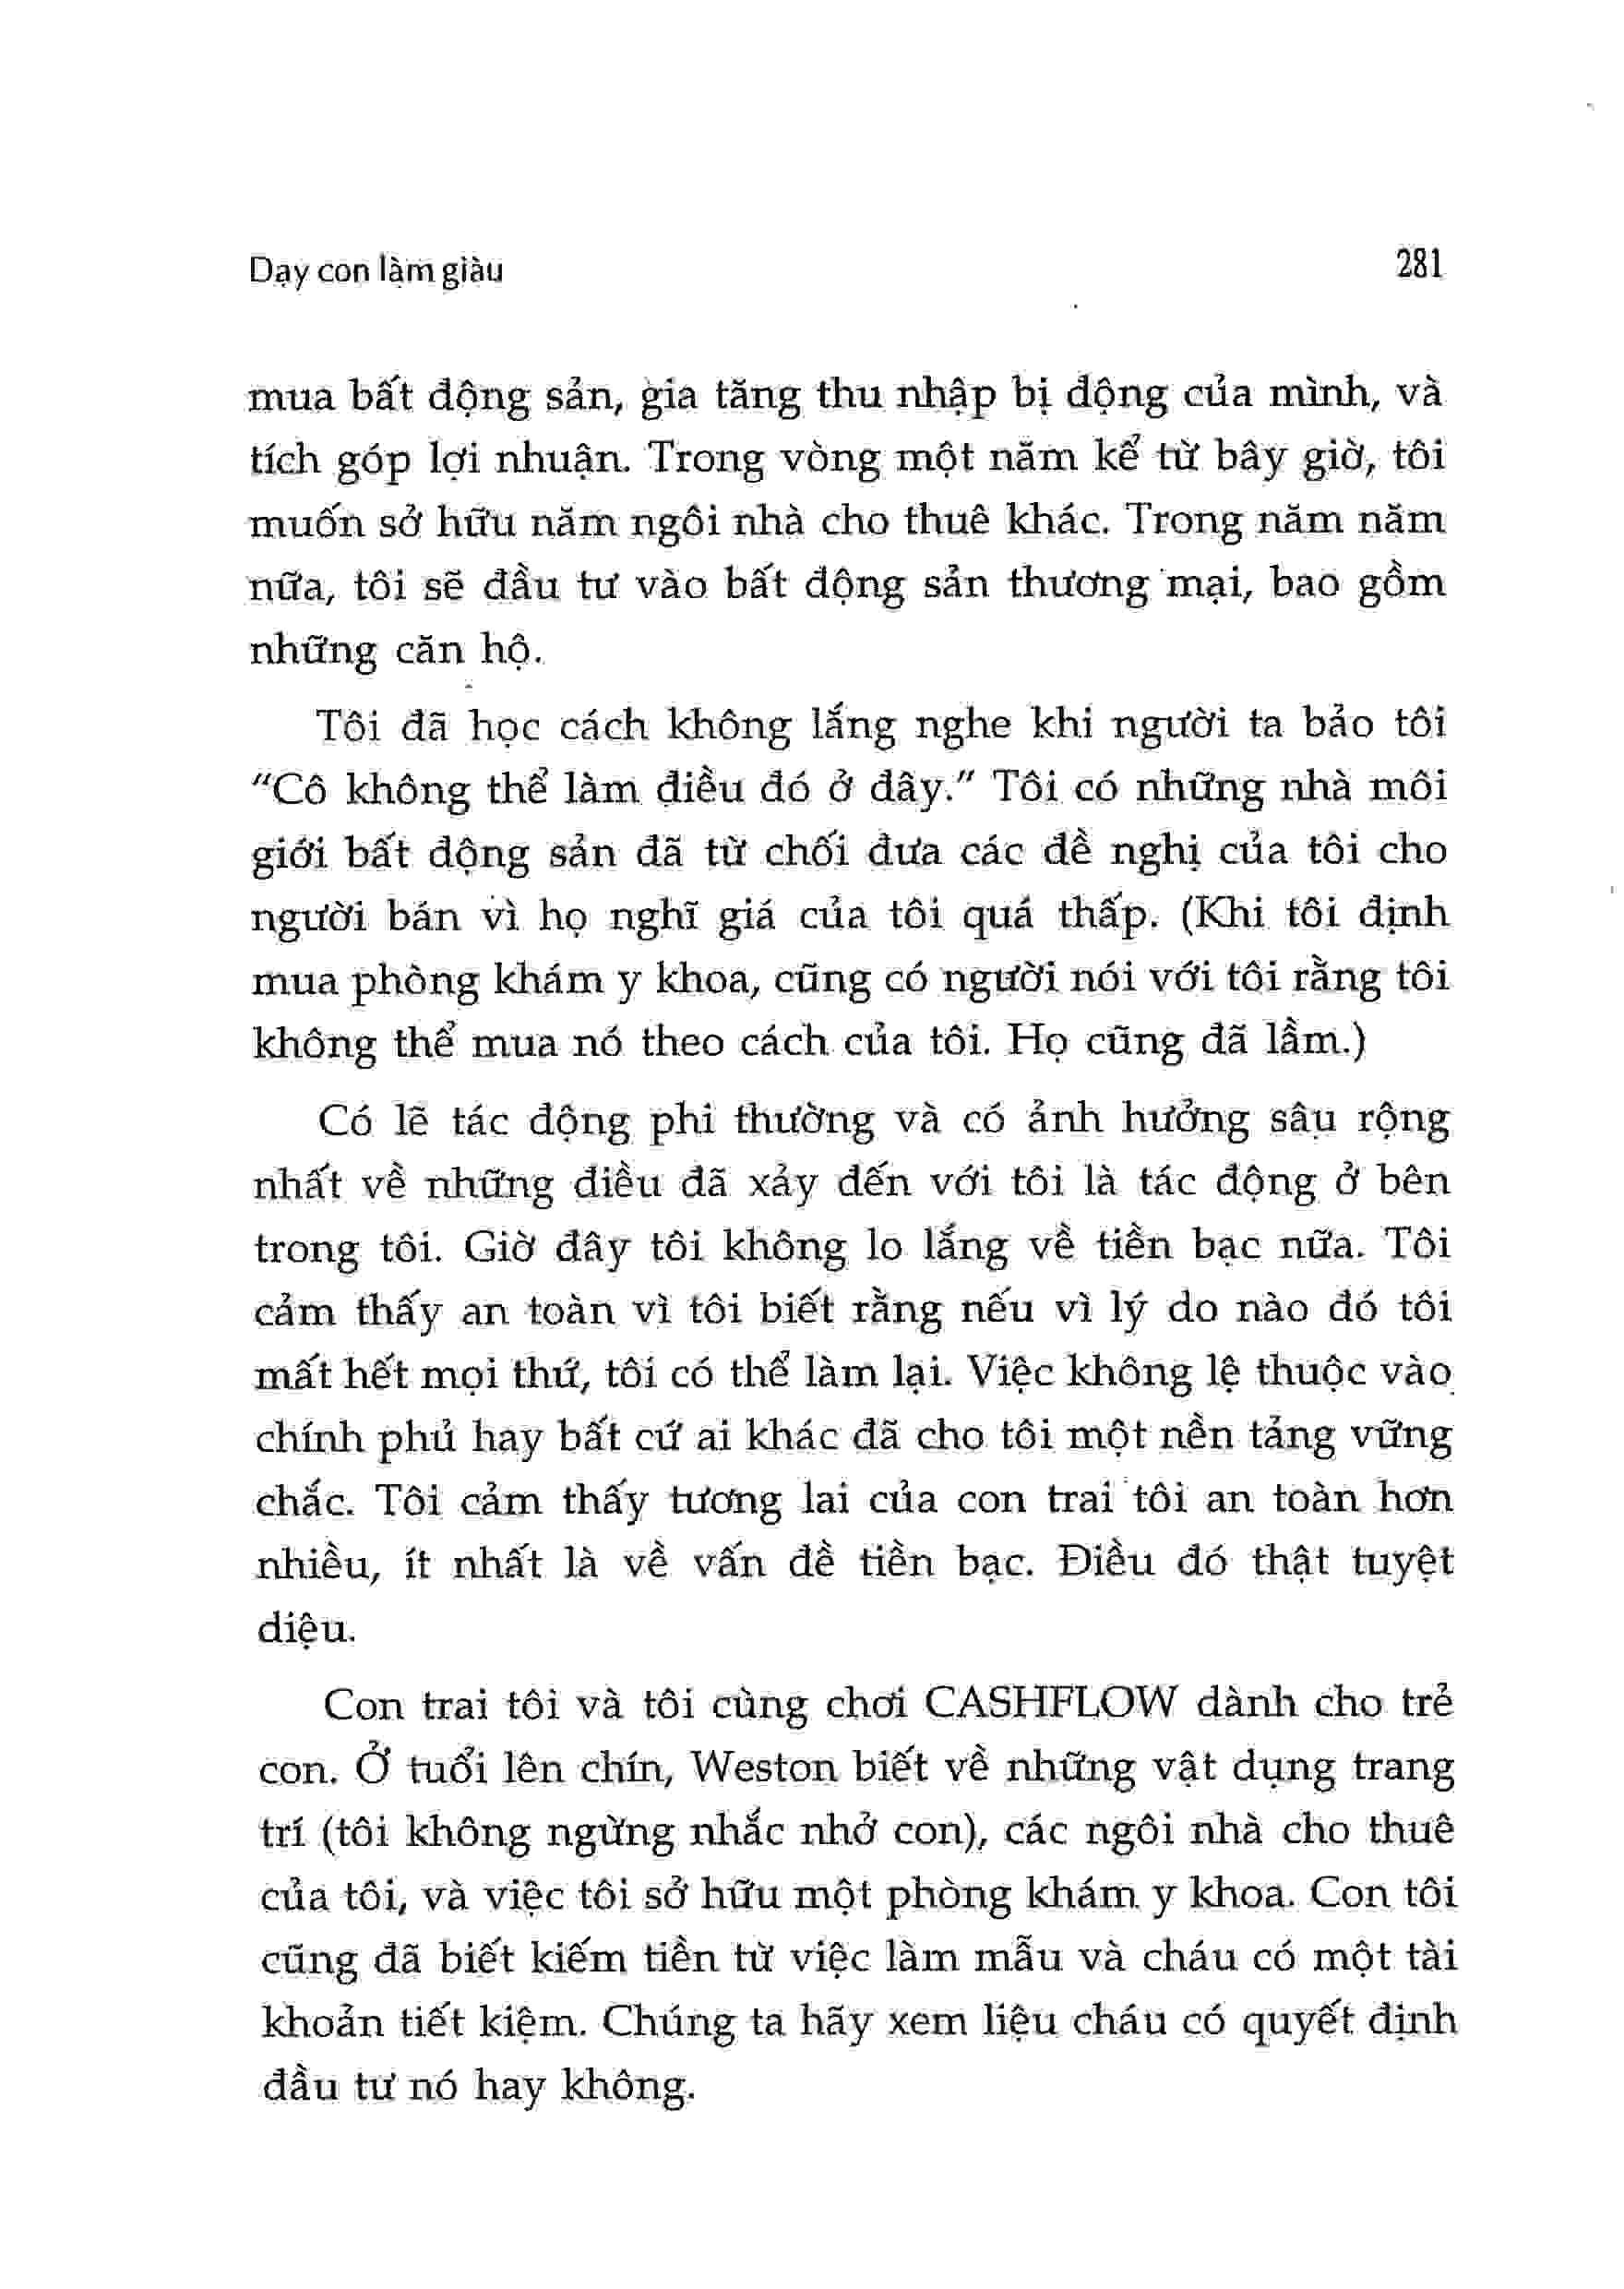 Dạy con làm giàu
281
mua bất động sản, gia tăng thu nhập bị động của mình, và
tích góp lợi nhuận. Trong vòng một năm kể từ bây giờ, tôi
muốn sở hữu năm ngôi nhà cho thuê khác. Trong năm năm
nữa, tôi sẽ đầu tư vào bất động sản thương mại, bao gồm
những căn hộ.
Tôi đã học cách không lắng nghe khi người ta bảo tôi
“Cô không thể làm điều đó ở đây.” Tôi có những nhà môi
giới bất động sản đã từ chối đưa các đề nghị của tôi cho
người bán vì họ nghĩ giá của tôi quá thấp. (Khi tôi định
mua phòng khám y khoa, cũng có người nói với tôi rằng tôi
không thể mua nó theo cách của tôi. Họ cũng đã lầm.)
Có lẽ tác động phi thường và có ảnh hưởng sâu rộng
nhất về những điều đã xảy đến với tôi là tác động ở bên
trong tôi. Giờ đây tôi không lo lắng về tiền bạc nữa. Tôi
cảm thấy an toàn vì tôi biết rằng nếu vì lý do nào đó tôi
mất hết mọi thứ, tôi có thể làm lại. Việc không lệ thuộc vào
chính phủ hay bất cứ ai khác đã cho tôi một nền tảng vững
chắc. Tôi cảm thấy tương lai của con trai tôi an toàn hơn
nhiều, ít nhất là về vấn đề tiền bạc. Điều đó thật tuyệt
diệu.
Con trai tôi và tôi cùng chơi CASHFLOW dành cho trẻ
con. Ở tuổi lên chín, Weston biết về những vật dụng trang
trí (tôi không ngừng nhắc nhở con), các ngôi nhà cho thuê
của tôi, và việc tôi sở hữu một phòng khám y khoa. Con tôi
cũng đã biết kiếm tiền từ việc làm mẫu và cháu có một tài
khoản tiết kiệm. Chúng ta hãy xem liệu cháu có quyết định
đầu tư nó hay không.